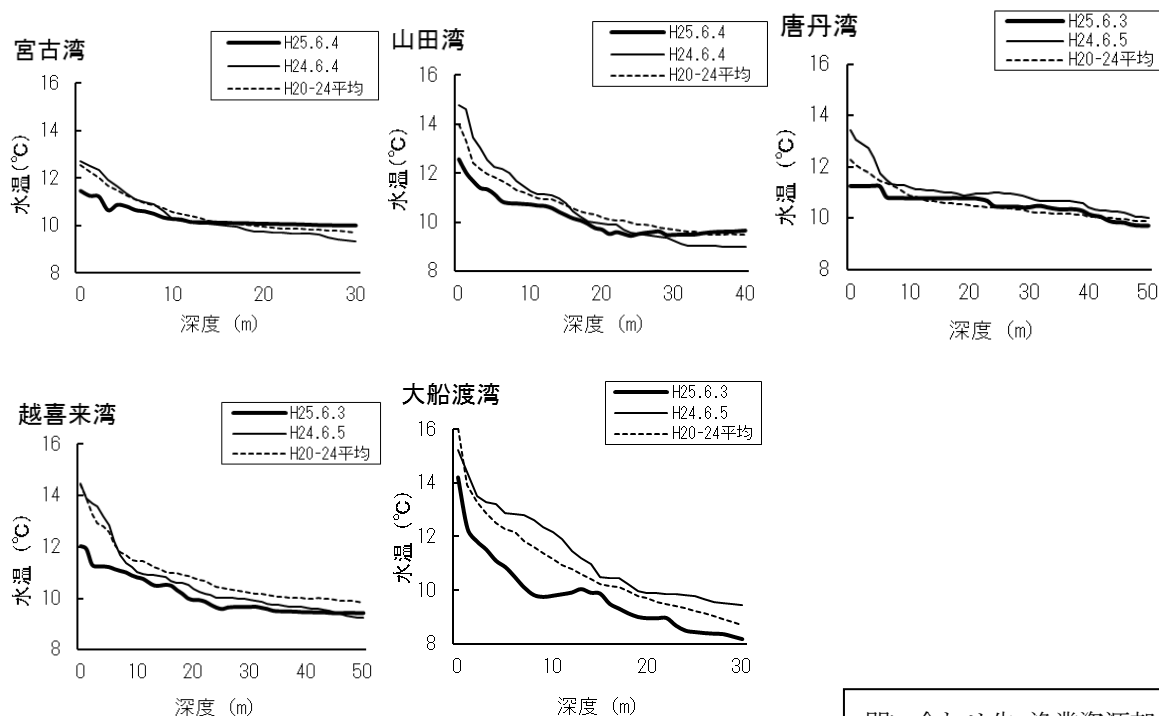 宮古湾
H25.6.4
H24.6.4
H20-24平均
16
14
12
10
8
水温(℃)
0 10 20 30
深度 (m)
山田湾
H25.6.4
H24.6.4
H20-24平均
16
14
12
10
8
水温(℃)
0 10 20 30 40
深度 (m)
唐丹湾
H25.6.3
H24.6.5
H20-24平均
16
14
12
10
8
水温 (℃)
0 10 20 30 40 50
深度 (m)
越喜来湾
H25.6.3
H24.6.5
H20-24平均
16
14
12
10
8
水温 (℃)
0 10 20 30 40 50
深度 (m)
大船渡湾
H25.6.3
H24.6.5
H20-24平均
16
14
12
10
8
水温 (℃)
0 10 20 30
深度 (m)